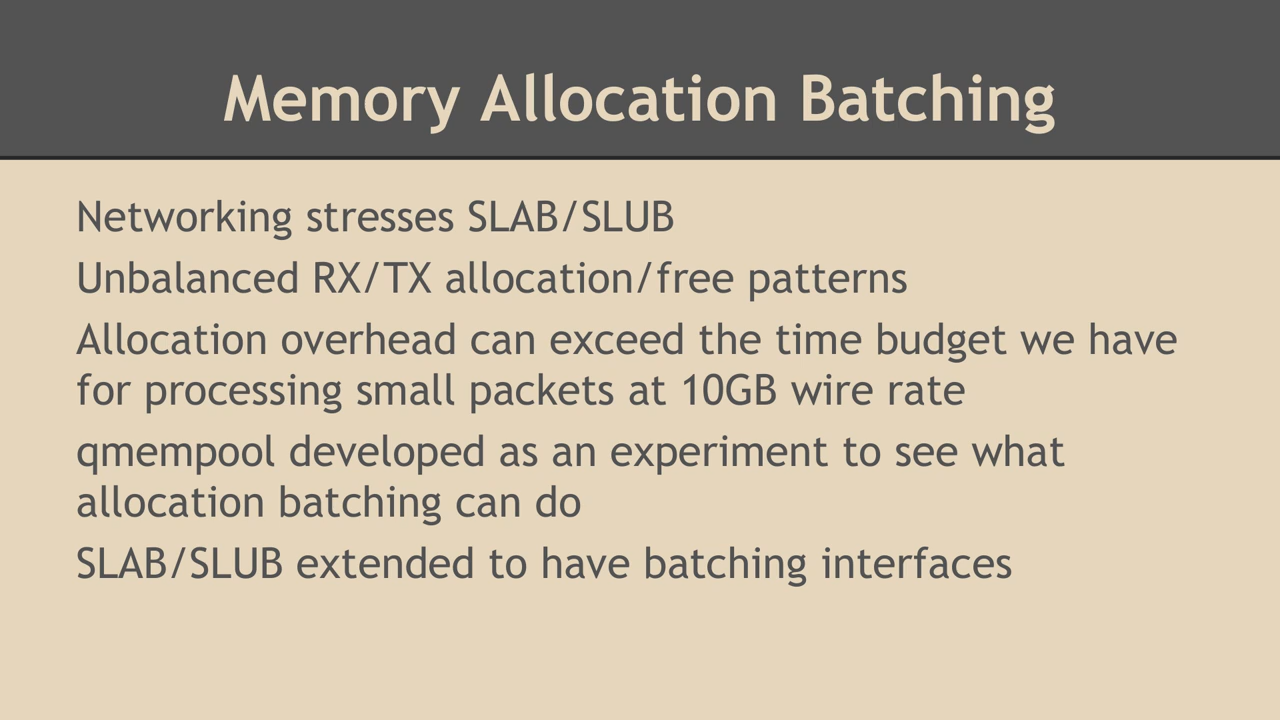 Memory Allocation Batching
Networking stresses SLAB/SLUB
Unbalanced RX/TX allocation/free patterns
Allocation overhead can exceed the time budget we have
for processing small packets at 10GB wire rate
qmempool developed as an experiment to see what
allocation batching can do
SLAB/SLUB extended to have batching interfaces